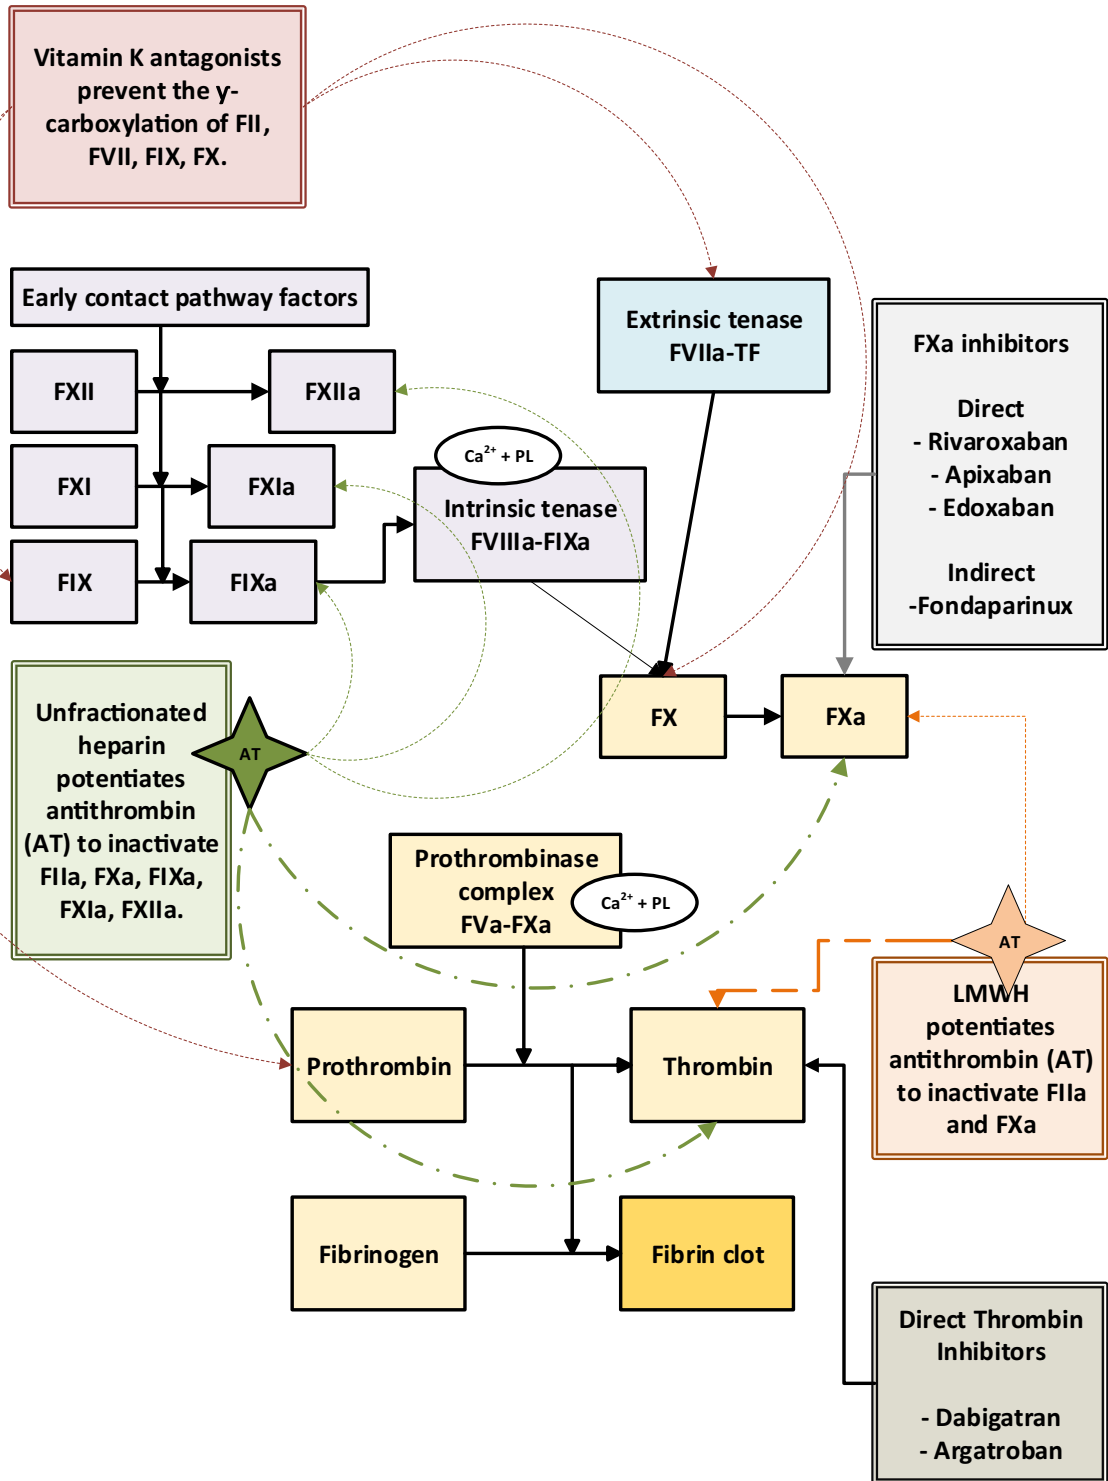 Vitamin K antagonists
prevent the γ-
carboxylation of FII,
FVII, FIX, FX.
Early contact pathway factors
FXII
FXIIa
FXI
FXIa
FIX
FIXa
Ca²⁺ + PL
Intrinsic tenase
FVIIIa-FIXa
Extrinsic tenase
FVIIa-TF
FXa inhibitors
Direct
- Rivaroxaban
- Apixaban
- Edoxaban
Indirect
-Fondaparinux
FX
FXa
Unfractionated
heparin
potentiates
antithrombin
(AT) to inactivate
FIIa, FXa, FIXa,
FXIa, FXIIa.
AT
Prothrombinase
complex
FVa-FXa
Ca²⁺ + PL
AT
LMWH
potentiates
antithrombin (AT)
to inactivate FIIa
and FXa
Prothrombin
Thrombin
Fibrinogen
Fibrin clot
Direct Thrombin
Inhibitors
- Dabigatran
- Argatroban